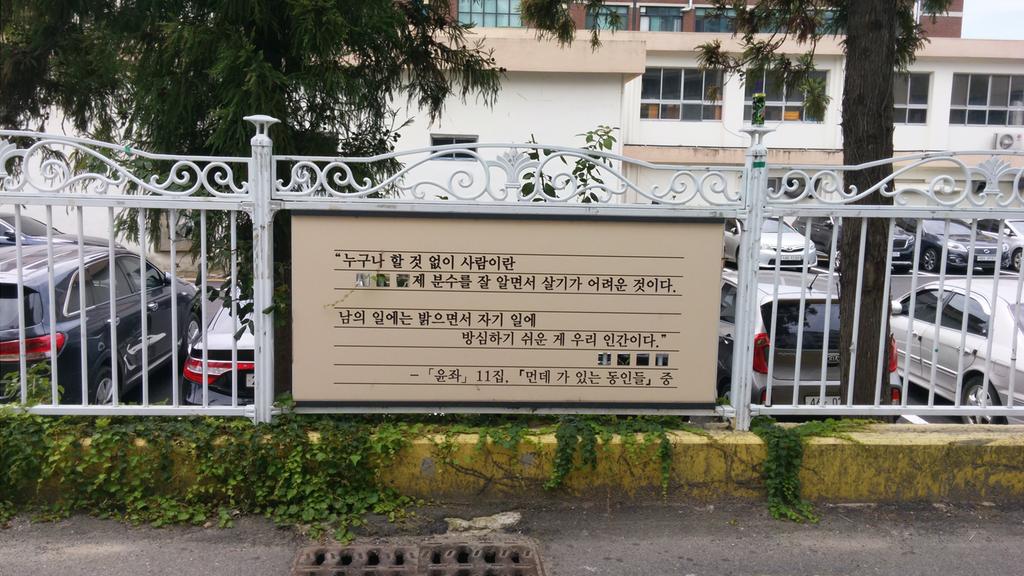 “누구나 할 것 없이 사람이란
제 분수를 잘 알면서 살기가 어려운 것이다.
남의 일에는 밝으면서 자기 일에
방심하기 쉬운 게 우리 인간이다.”
-「윤좌」11집,「먼데 가 있는 동인들」중